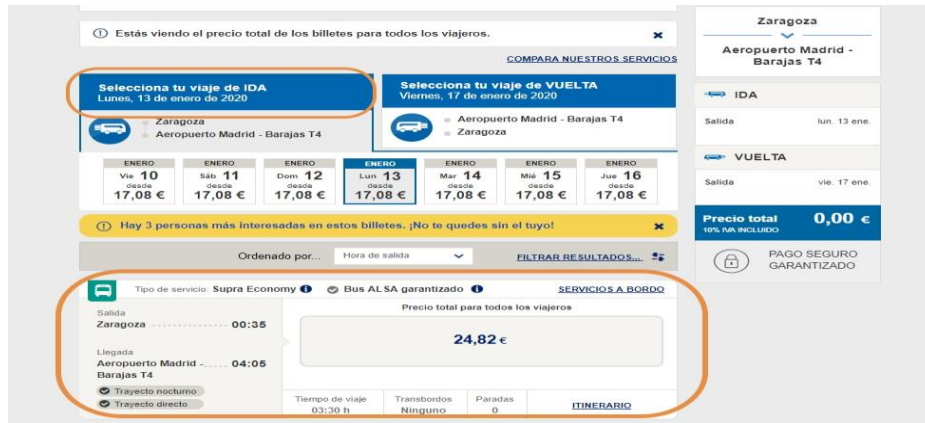 Estás viendo el precio total de los billetes para todos los viajeros.
COMPARA NUESTROS SERVICIOS
Selecciona tu viaje de IDA
Lunes, 13 de enero de 2020
Zaragoza
Aeropuerto Madrid - Barajas T4
Selecciona tu viaje de VUELTA
Viernes, 17 de enero de 2020
Aeropuerto Madrid - Barajas T4
Zaragoza
ENERO ENERO ENERO ENERO ENERO ENERO ENERO
Vie 10 Sáb 11 Dom 12 Lun 13 Mar 14 Mié 15 Jue 16
desde desde desde desde desde desde desde
17,08 € 17,08 € 17,08 € 17,08 € 17,08 € 17,08 € 17,08 €
Hay 3 personas más interesadas en estos billetes. ¡No te quedes sin el tuyo!
Ordenado por... Hora de salida FILTRAR RESULTADOS...
Tipo de servicio: Supra Economy Bus ALSA garantizado SERVICIOS A BORDO
Salida
Zaragoza 00:35
Llegada
Aeropuerto Madrid - 04:05
Barajas T4
Trayecto nocturno
Trayecto directo
Precio total para todos los viajeros
24,82 €
Tiempo de viaje Transbordos Paradas
03:30 h Ninguno 0 ITINERARIO
Zaragoza
Aeropuerto Madrid -
Barajas T4
IDA
Salida lun. 13 ene.
VUELTA
Salida vie. 17 ene.
Precio total 0,00 €
10% IVA INCLUIDO
PAGO SEGURO
GARANTIZADO